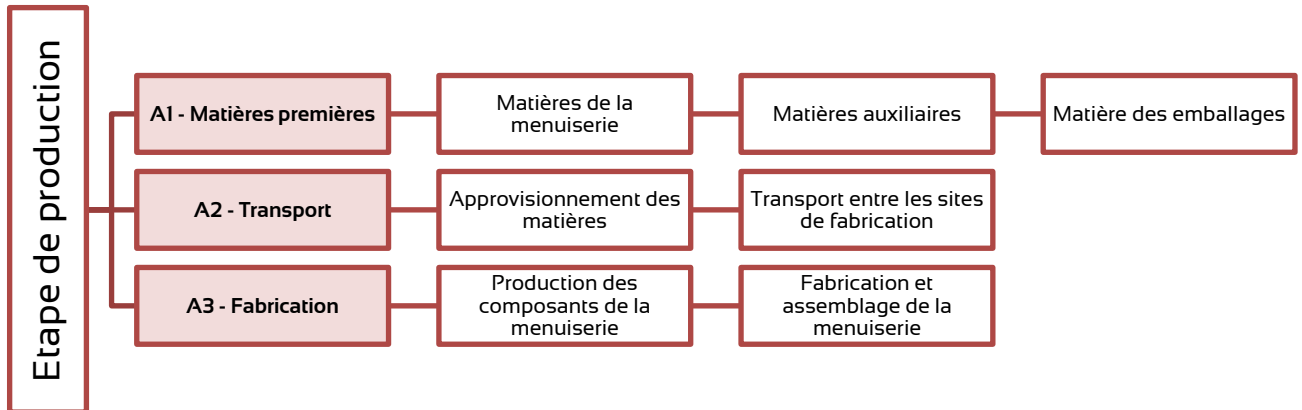 Etape de production
A1 - Matières premières
Matières de la
menuiserie
Matières auxiliaires
Matière des emballages
A2 - Transport
Approvisionnement des
matières
Transport entre les sites
de fabrication
A3 - Fabrication
Production des
composants de la
menuiserie
Fabrication et
assemblage de la
menuiserie